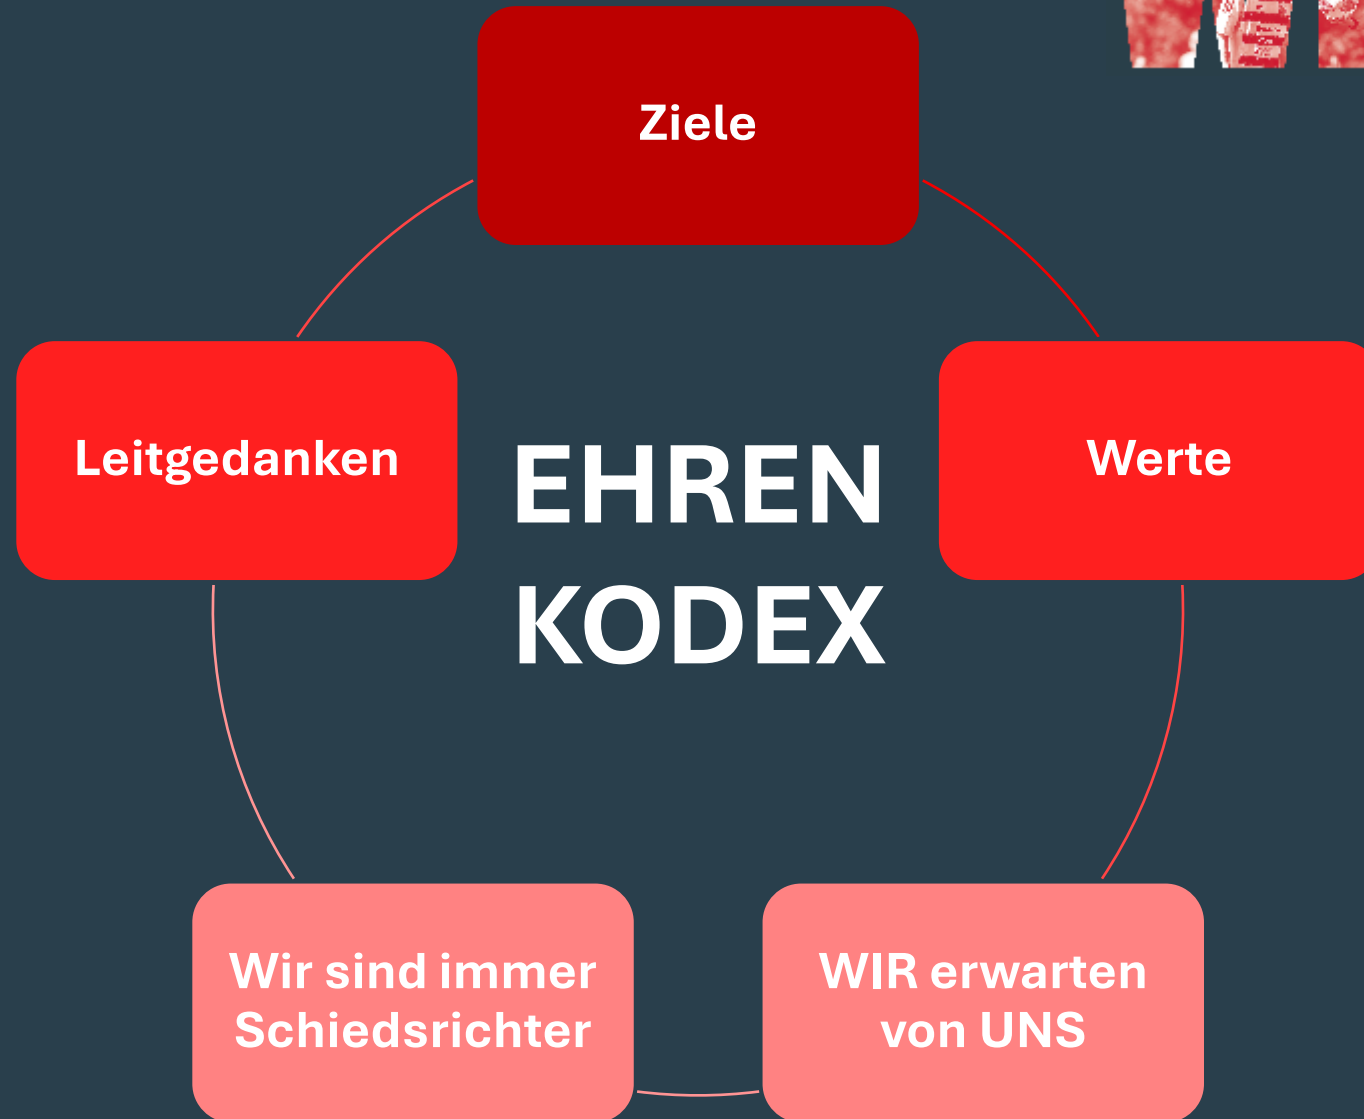 Ziele
Leitgedanken
EHREN
KODEX
Werte
Wir sind immer
Schiedsrichter
WIR erwarten
von UNS